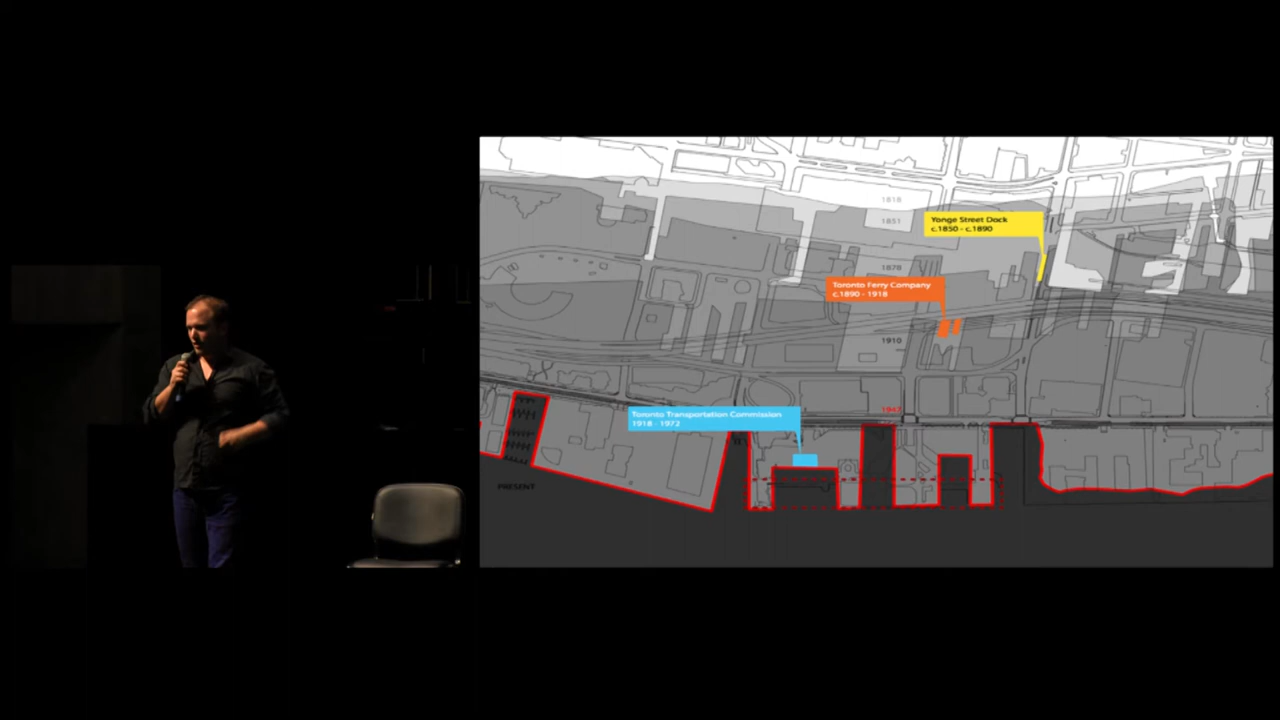 1818
1851
Yonge Street Dock
c.1850 - c.1890
1878
Toronto Ferry Company
c.1890 - 1918
1910
1947
Toronto Transportation Commission
1918 - 1972
PRESENT